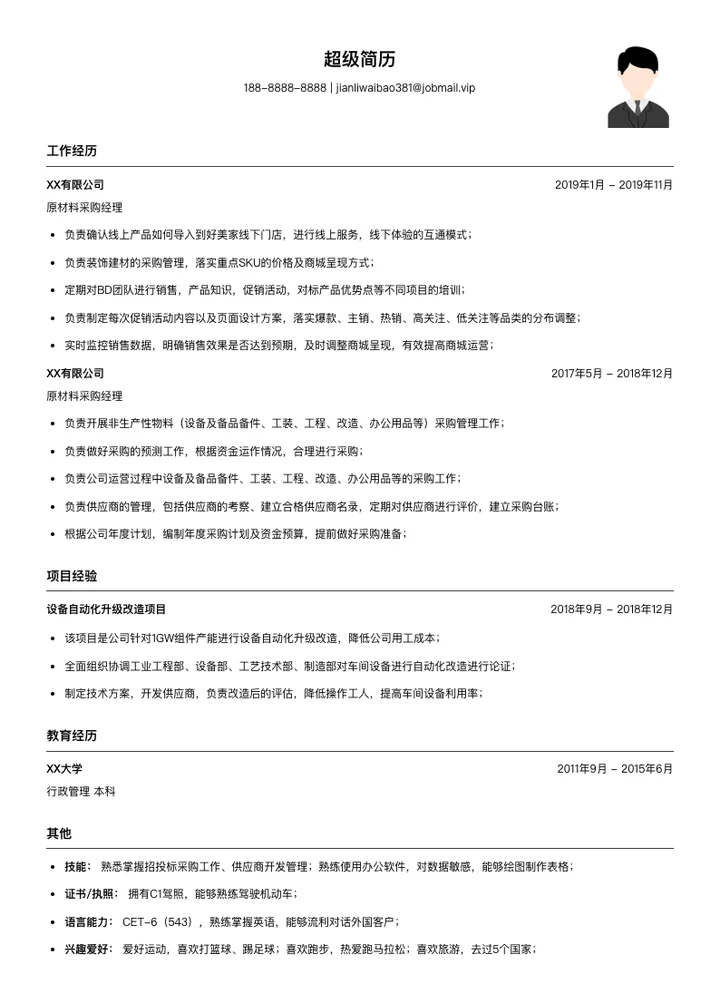 超级简历
188-8888-8888 | jianliwaibao381@jobmail.vip
工作经历
XX有限公司 2019年1月 - 2019年11月
原材料采购经理
• 负责确认线上产品如何导入到好美家线下门店，进行线上服务，线下体验的互通模式；
• 负责装饰建材的采购管理，落实重点SKU的价格及商城呈现方式；
• 定期对BD团队进行销售，产品知识，促销活动，对标产品优势点等不同项目的培训；
• 负责制定每次促销活动内容以及页面设计方案，落实爆款、主销、热销、高关注、低关注等品类的分布调整；
• 实时监控销售数据，明确销售效果是否达到预期，及时调整商城呈现，有效提高商城运营；
XX有限公司 2017年5月 - 2018年12月
原材料采购经理
• 负责开展非生产性物料（设备及备品备件、工装、工程、改造、办公用品等）采购管理工作；
• 负责做好采购的预测工作，根据资金运作情况，合理进行采购；
• 负责公司运营过程中设备及备品备件、工装、工程、改造、办公用品等的采购工作；
• 负责供应商的管理，包括供应商的考察、建立合格供应商名录，定期对供应商进行评价，建立采购台账；
• 根据公司年度计划，编制年度采购计划及资金预算，提前做好采购准备；
项目经验
设备自动化升级改造项目 2018年9月 - 2018年12月
• 该项目是公司针对1GW组件产能进行设备自动化升级改造，降低公司用工成本；
• 全面组织协调工业工程部、设备部、工艺技术部、制造部对车间设备进行自动化改造进行论证；
• 制定技术方案，开发供应商，负责改造后的评估，降低操作工人，提高车间设备利用率；
教育经历
XX大学 2011年9月 - 2015年6月
行政管理 本科
其他
• 技能： 熟悉掌握招投标采购工作、供应商开发管理；熟练使用办公软件，对数据敏感，能够绘图制作表格；
• 证书/执照： 拥有C1驾照，能够熟练驾驶机动车；
• 语言能力： CET-6（543），熟练掌握英语，能够流利对话外国客户；
• 兴趣爱好： 爱好运动，喜欢打篮球、踢足球；喜欢跑步，热爱跑马拉松；喜欢旅游，去过5个国家；